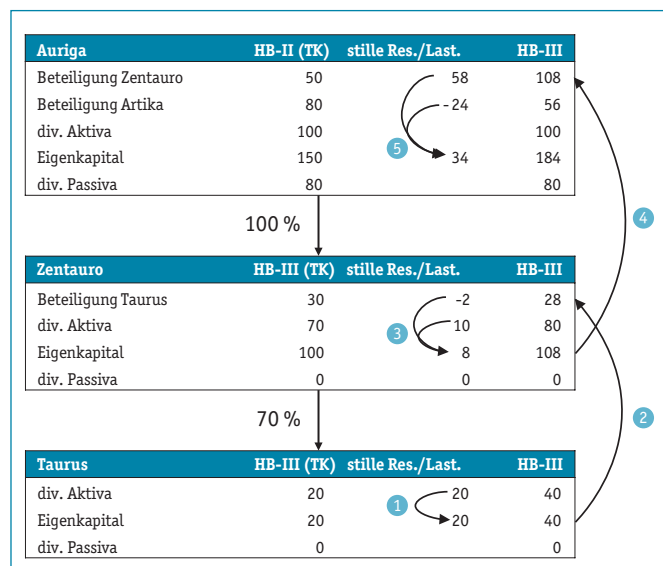 Auriga HB-II (TK) stille Res./Last. HB-III
Beteiligung Zentauro 50 58 108
Beteiligung Artika 80 -24 56
div. Aktiva 100 100
Eigenkapital 150 34 184
div. Passiva 80 80
5
100 %
4
Zentauro HB-III (TK) stille Res./Last. HB-III
Beteiligung Taurus 30 -2 28
div. Aktiva 70 10 80
Eigenkapital 100 8 108
div. Passiva 0 0 0
3
70 %
2
Taurus HB-III (TK) stille Res./Last. HB-III
div. Aktiva 20 20 40
Eigenkapital 20 20 40
div. Passiva 0 0
1